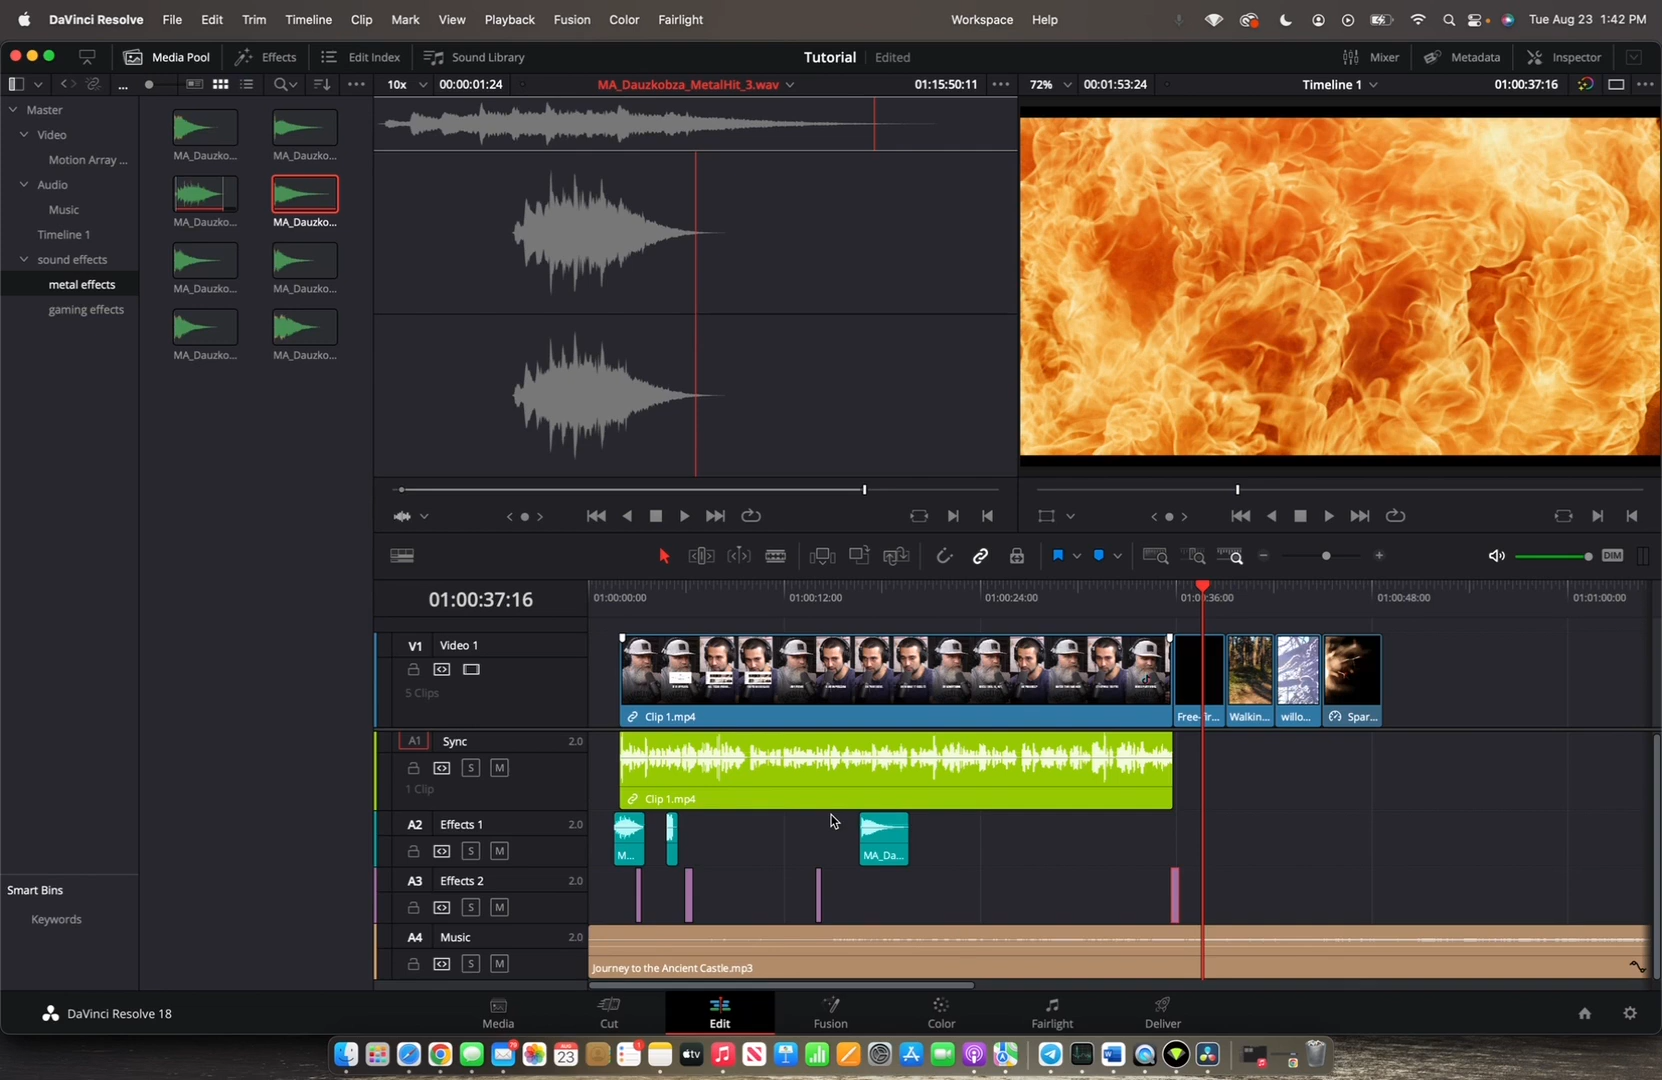 DaVinci Resolve File Edit Trim Timeline Clip Mark View Playback Fusion Color Fairlight Workspace Help Tue Aug 23 1:42 PM
Media Pool Effects Edit Index Sound Library Tutorial Edited Mixer Metadata Inspector
10x 00:00:01:24 MA_Dauzkobza_MetalHit_3.wav 01:15:50:11 72% 00:01:53:24 Timeline 1 01:00:37:16
Master
Video
Motion Array ...
Audio
Music
Timeline 1
sound effects
metal effects
gaming effects
MA_Dauzko... MA_Dauzko...
MA_Dauzko... MA_Dauzko...
MA_Dauzko... MA_Dauzko...
MA_Dauzko... MA_Dauzko...
DIM
01:00:37:16
01:00:00:00 01:00:12:00 01:00:24:00 01:00:36:00 01:00:48:00 01:01:00:00
V1 Video 1
5 Clips
Clip 1.mp4 Walkin... willo... Spar...
A1 Sync 2.0
S M
1 Clip
Clip 1.mp4
A2 Effects 1 2.0
S M
M... MA_Da...
A3 Effects 2 2.0
S M
A4 Music 2.0
S M
Journey to the Ancient Castle.mp3
Smart Bins
Keywords
DaVinci Resolve 18
Media Cut Edit Fusion Color Fairlight Deliver